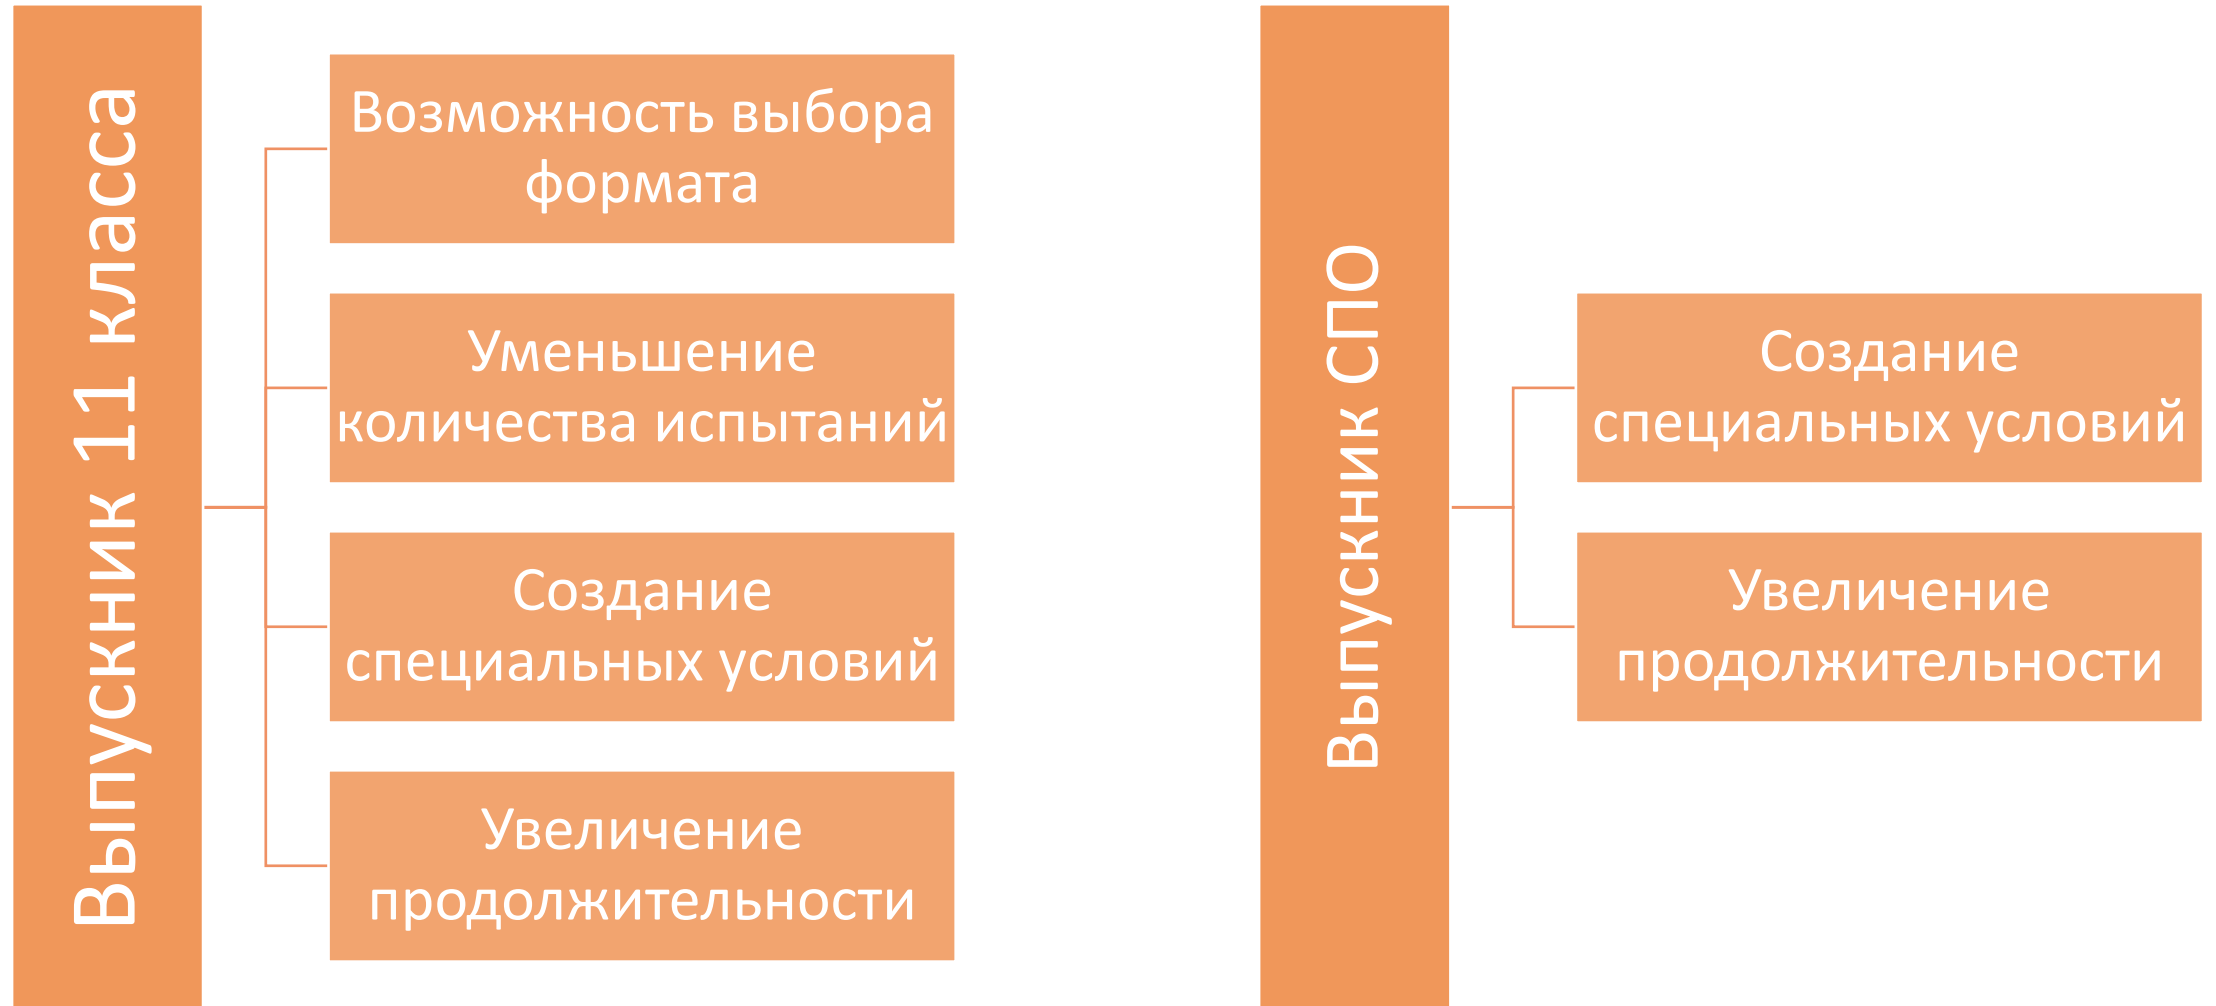 Выпускник 11 класса
Возможность выбора
формата
Уменьшение
количества испытаний
Создание
специальных условий
Увеличение
продолжительности
Выпускник СПО
Создание
специальных условий
Увеличение
продолжительности